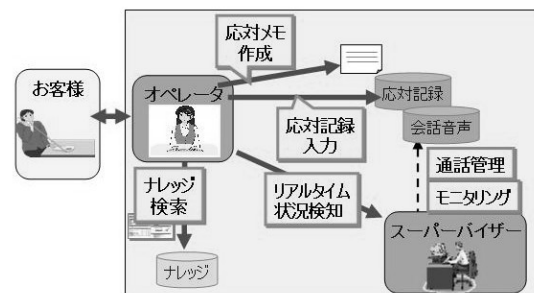 お客様
オペレータ
応対メモ
作成
応対記録
会話音声
応対記録
入力
通話管理
モニタリング
ナレッジ
検索
リアルタイム
状況検知
スーパーバイザー
ナレッジ